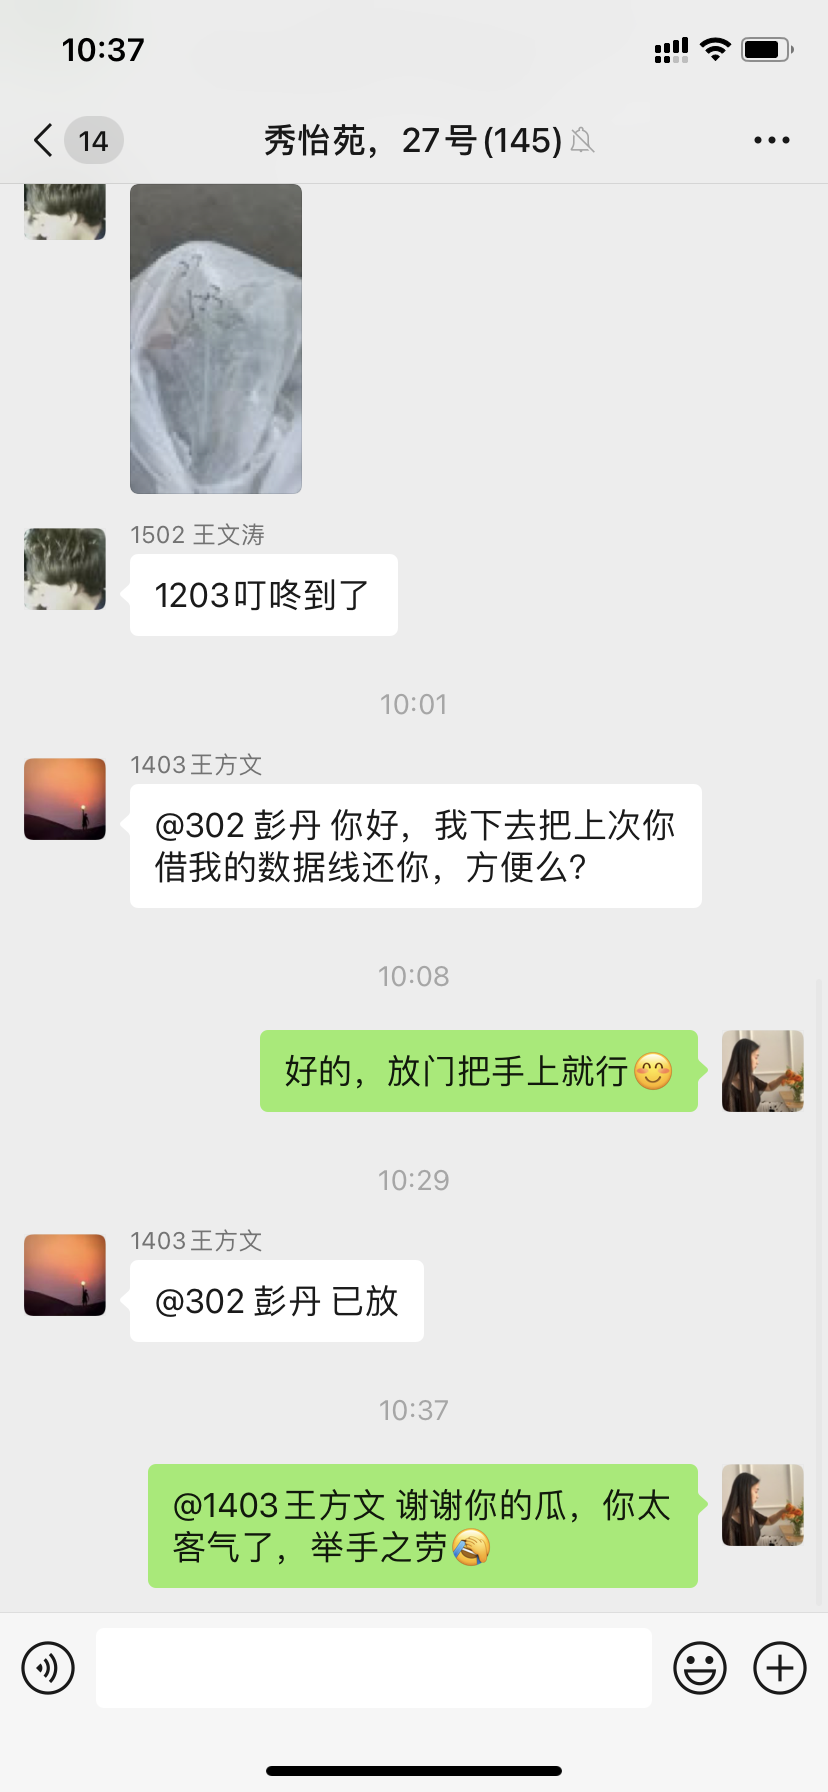 10:37
14
秀怡苑，27号(145)
1502 王文涛
1203叮咚到了
10:01
1403王方文
@302 彭丹 你好，我下去把上次你
借我的数据线还你，方便么?
10:08
好的，放门把手上就行😊
10:29
1403王方文
@302 彭丹 已放
10:37
@1403王方文 谢谢你的瓜，你太
客气了，举手之劳🤦